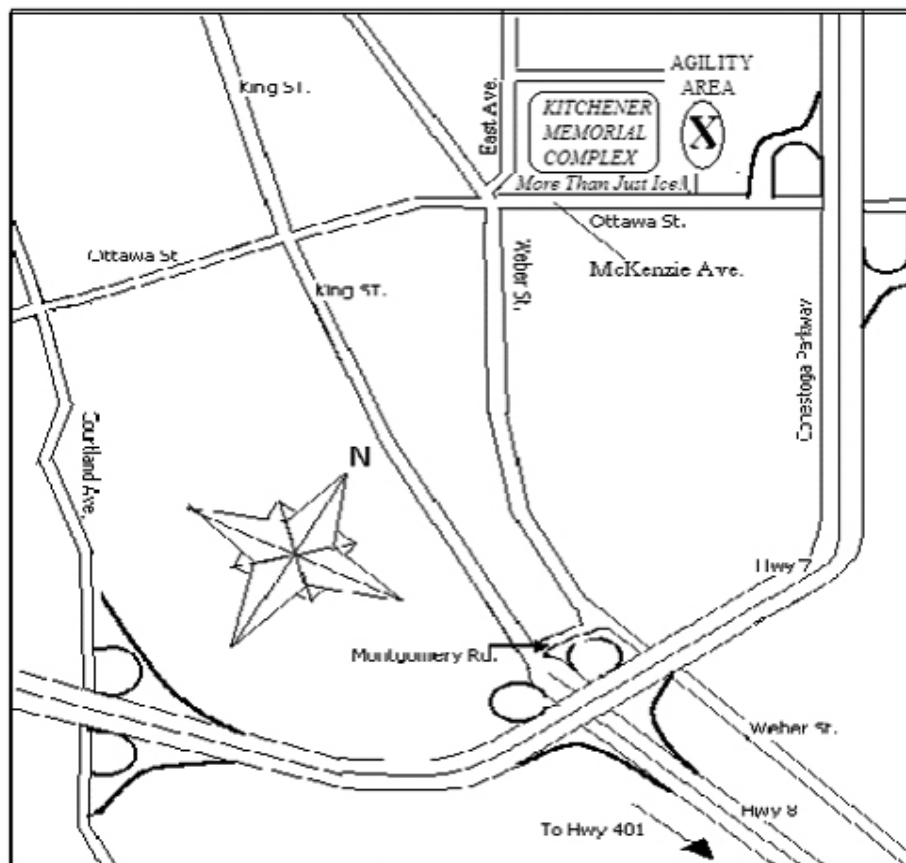 King ST.
East Ave.
AGILITY
AREA
KITCHENER
MEMORIAL
COMPLEX
X
More Than Just Ice!
Ottawa St.
Ottawa St
McKenzie Ave.
King ST.
Weber St.
Conestoga Parkway
Courtland Ave.
N
Hwy 7
Montgomery Rd.
Weber St.
Hwy 8
To Hwy 401